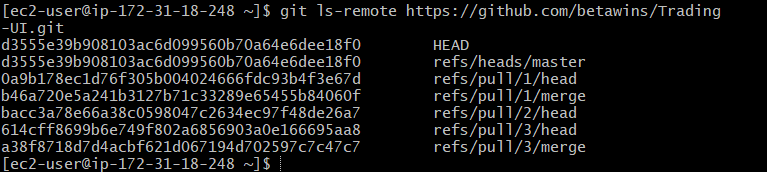 [ec2-user@ip-172-31-18-248 ~]$ git ls-remote https://github.com/betawins/Trading
-UI.git
d3555e39b908103ac6d099560b70a64e6dee18f0 HEAD
d3555e39b908103ac6d099560b70a64e6dee18f0 refs/heads/master
0a9b178ec1d76f305b004024666fdc93b4f3e67d refs/pull/1/head
b46a720e5a241b3127b71c33289e65455b84060f refs/pull/1/merge
bacc3a78e66a38c0598047c2634ec97f48de26a7 refs/pull/2/head
614cff8699b6e749f802a6856903a0e166695aa8 refs/pull/3/head
a38f8718d7d4acbf621d067194d702597c7c47c7 refs/pull/3/merge
[ec2-user@ip-172-31-18-248 ~]$